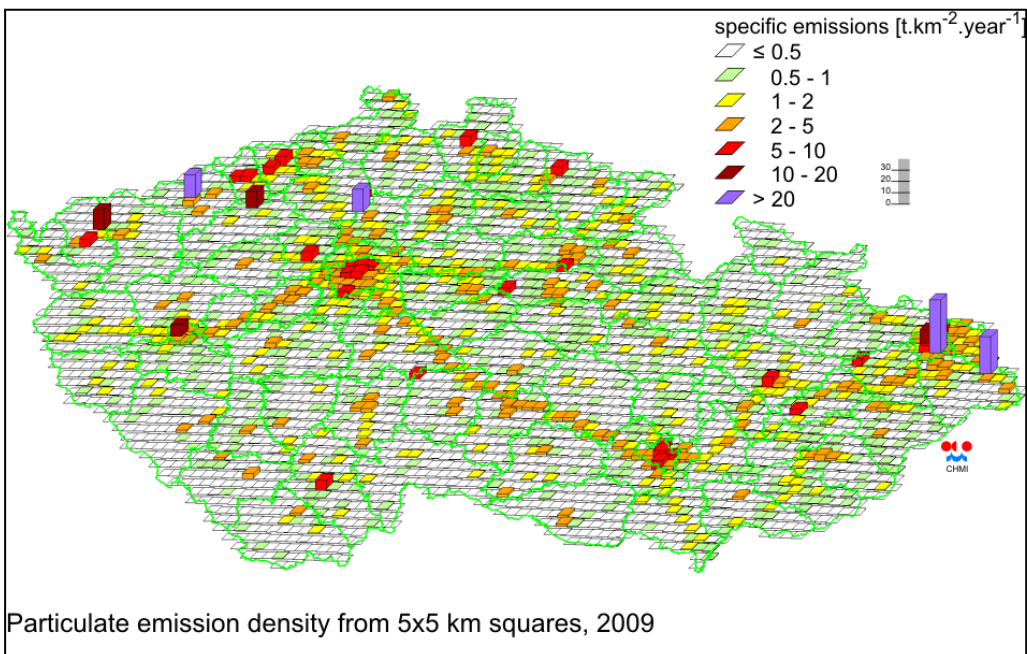 specific emissions [t.km⁻².year⁻¹]
≤ 0.5
0.5 - 1
1 - 2
2 - 5
5 - 10
10 - 20
> 20
30
20
10
0
CHMI
Particulate emission density from 5x5 km squares, 2009